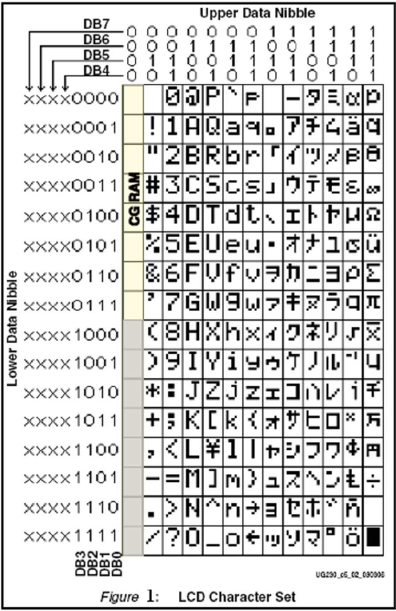 Upper Data Nibble
DB7 0 0 0 0 0 0 0 1 1 1 1 1 1
DB6 0 0 0 1 1 1 1 0 0 1 1 1 1
DB5 0 1 1 0 0 1 1 1 1 0 0 1 1
DB4 0 0 1 0 1 0 1 0 1 0 1 0 1
Lower Data Nibble
CG RAM
XXXX0000 0 @ P ` p ー タ ミ α p
XXXX0001 ! 1 A Q a q 。 ア チ ム ä q
XXXX0010 " 2 B R b r 「 イ ツ メ β θ
XXXX0011 # 3 C S c s 」 ウ テ モ ε ∞
XXXX0100 $ 4 D T d t 、 エ ト ヤ μ Ω
XXXX0101 % 5 E U e u ・ オ ナ ユ σ ü
XXXX0110 & 6 F V f v ヲ カ ニ ヨ ρ Σ
XXXX0111 ' 7 G W g w ァ キ ヌ ラ q π
XXXX1000 ( 8 H X h x ィ ク ネ リ √ x̄
XXXX1001 ) 9 I Y i y ゥ ケ ノ ル ⁻¹ y
XXXX1010 * : J Z j z ェ コ ハ レ j 千
XXXX1011 + ; K [ k { ォ サ ヒ ロ × 万
XXXX1100 , < L ¥ l | ャ シ フ ワ ¢ 円
XXXX1101 - = M ] m } ュ ス ヘ ン £ ÷
XXXX1110 . > N ^ n → ョ セ ホ ゛ ñ
XXXX1111 / ? O _ o ← ッ ソ マ ゜ ö █
DB3 DB2 DB1 DB0
UG230_c5_02_030306
Figure 1: LCD Character Set